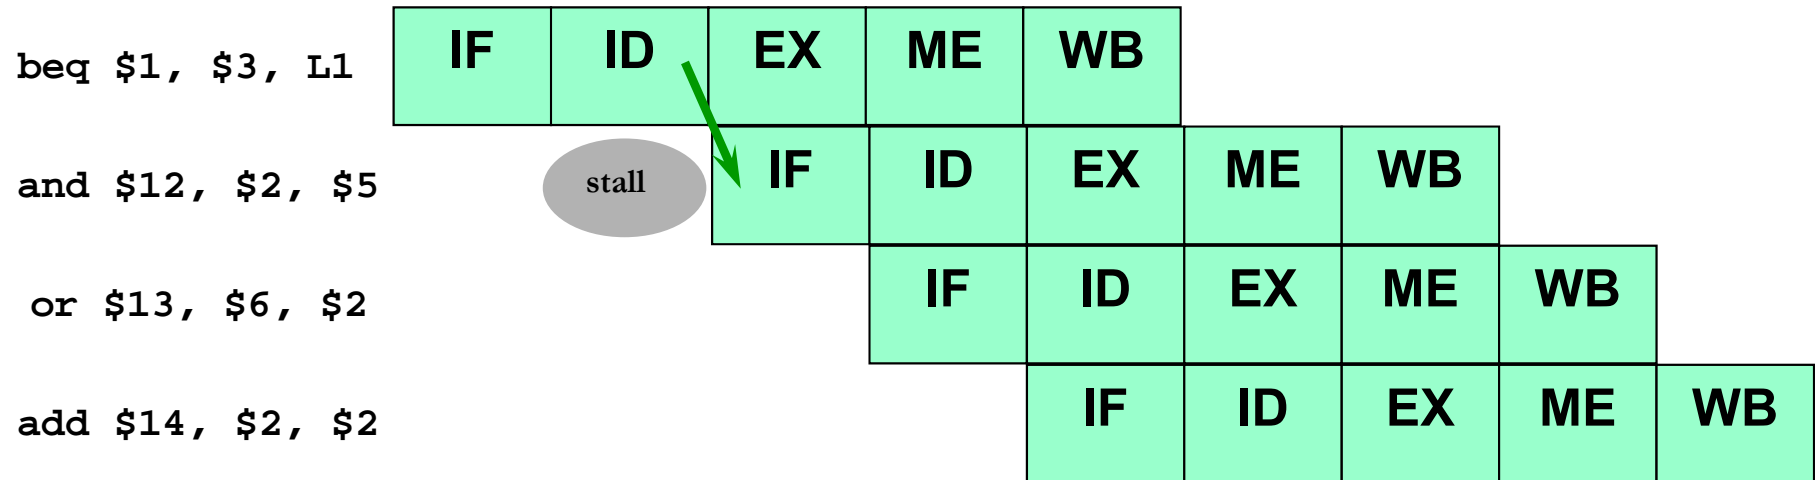 beq $1, $3, L1 IF ID EX ME WB
and $12, $2, $5 stall IF ID EX ME WB
or $13, $6, $2 IF ID EX ME WB
add $14, $2, $2 IF ID EX ME WB